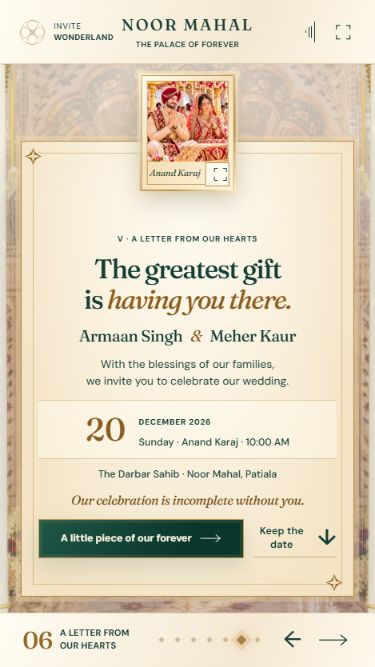 INVITE
WONDERLAND
NOOR MAHAL
THE PALACE OF FOREVER
Anand Karaj
V · A LETTER FROM OUR HEARTS
The greatest gift
is having you there.
Armaan Singh & Meher Kaur
With the blessings of our families,
we invite you to celebrate our wedding.
20
DECEMBER 2026
Sunday · Anand Karaj · 10:00 AM
The Darbar Sahib · Noor Mahal, Patiala
Our celebration is incomplete without you.
A little piece of our forever
Keep the
date
06
A LETTER FROM
OUR HEARTS